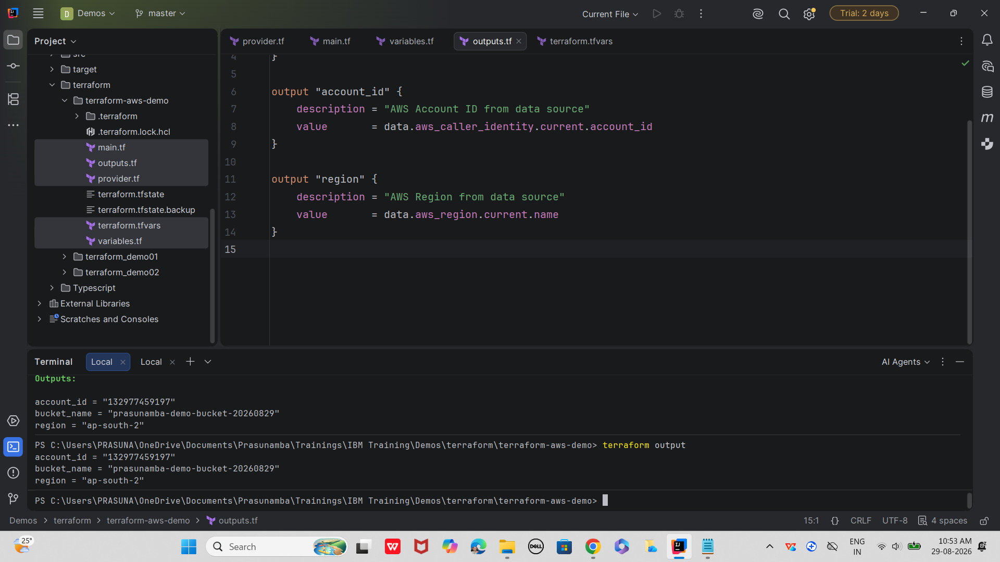 D Demos
master
Current File
Trial: 2 days
Project
provider.tf
main.tf
variables.tf
outputs.tf
terraform.tfvars
src
target
terraform
terraform-aws-demo
.terraform
.terraform.lock.hcl
main.tf
outputs.tf
provider.tf
terraform.tfstate
terraform.tfstate.backup
terraform.tfvars
variables.tf
terraform_demo01
terraform_demo02
Typescript
External Libraries
Scratches and Consoles
4 }
5
6 output "account_id" {
7 description = "AWS Account ID from data source"
8 value = data.aws_caller_identity.current.account_id
9 }
10
11 output "region" {
12 description = "AWS Region from data source"
13 value = data.aws_region.current.name
14 }
15
Terminal Local Local
AI Agents
Outputs:
account_id = "132977459197"
bucket_name = "prasunamba-demo-bucket-20260829"
region = "ap-south-2"
PS C:\Users\PRASUNA\OneDrive\Documents\Prasunamba\Trainings\IBM Training\Demos\terraform\terraform-aws-demo> terraform output
account_id = "132977459197"
bucket_name = "prasunamba-demo-bucket-20260829"
region = "ap-south-2"
PS C:\Users\PRASUNA\OneDrive\Documents\Prasunamba\Trainings\IBM Training\Demos\terraform\terraform-aws-demo>
Demos > terraform > terraform-aws-demo > outputs.tf
15:1 {} CRLF UTF-8 4 spaces
25°
Search
DELL
ENG
IN
10:53 AM
29-08-2026